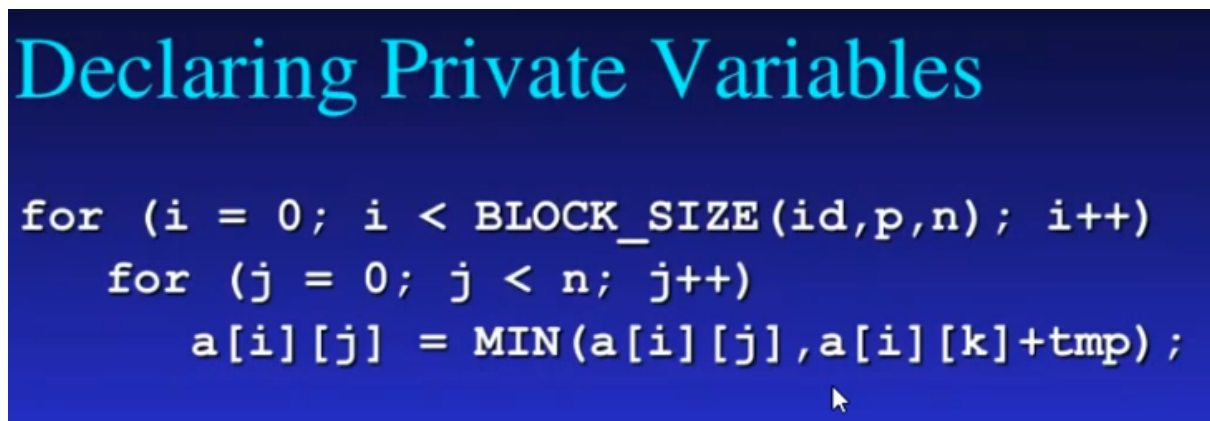 Declaring Private Variables
for (i = 0; i < BLOCK_SIZE(id,p,n); i++)
for (j = 0; j < n; j++)
a[i][j] = MIN(a[i][j],a[i][k]+tmp);